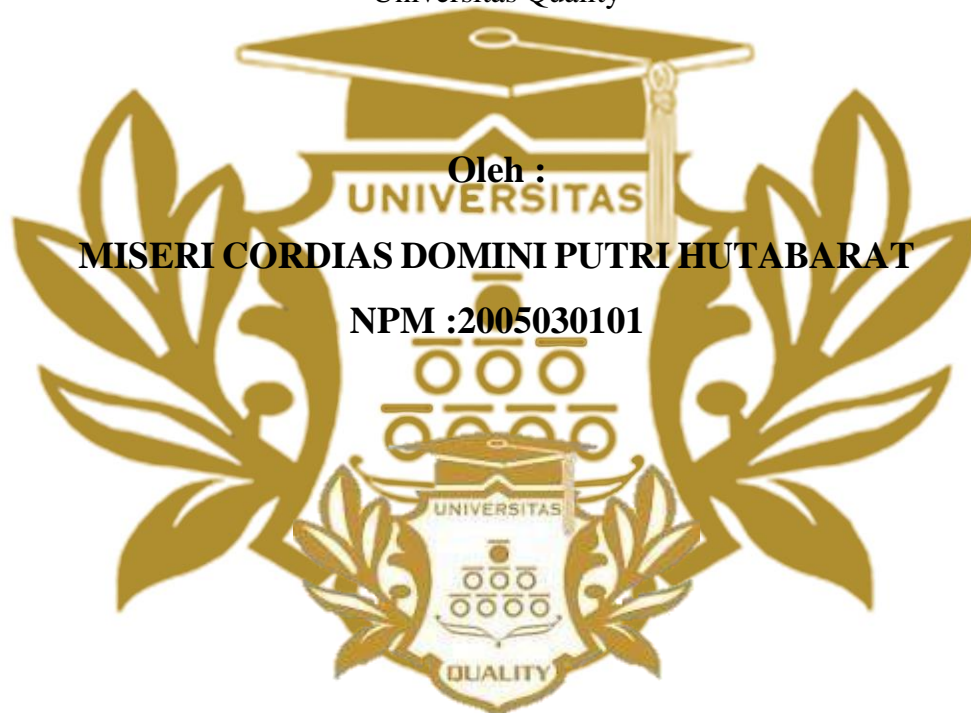 Universitas Quality
Oleh :
UNIVERSITAS
MISERI CORDIAS DOMINI PUTRI HUTABARAT
NPM :2005030101
UNIVERSITAS
QUALITY